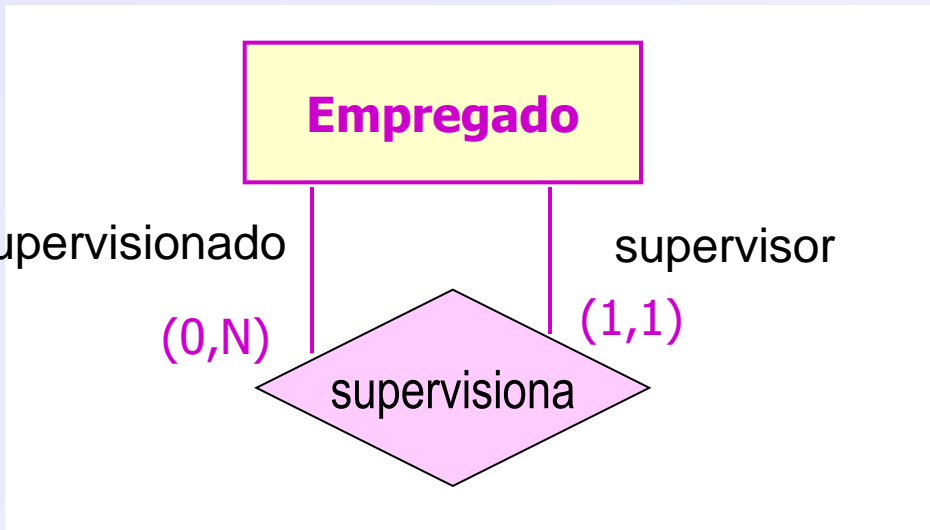 Empregado
upervisionado
supervisor
(0,N)
(1,1)
supervisiona